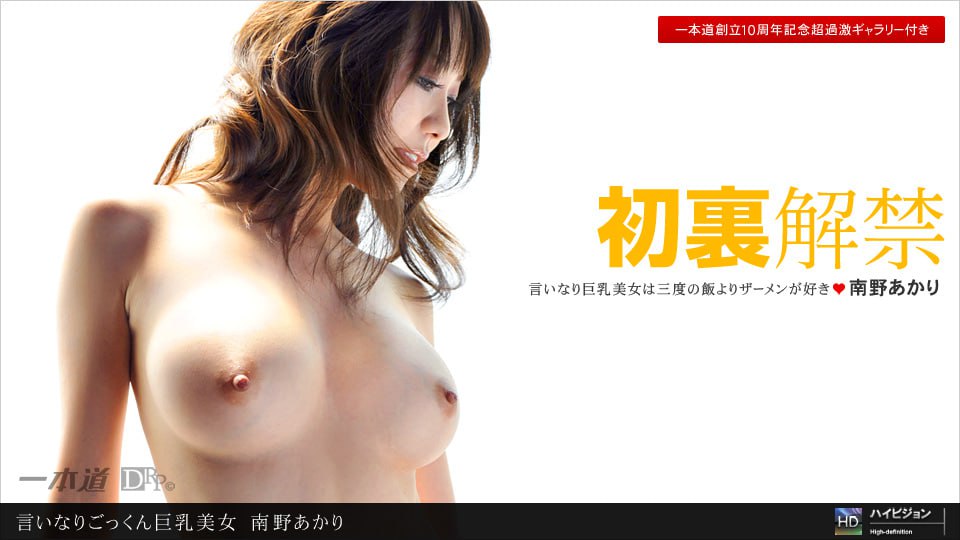 一本道創立10周年記念超過激ギャラリー付き
初裏解禁
言いなり巨乳美女は三度の飯よりザーメンが好き♥南野あかり
一本道 DRP©
言いなりごっくん巨乳美女 南野あかり
HD ハイビジョン
High-definition